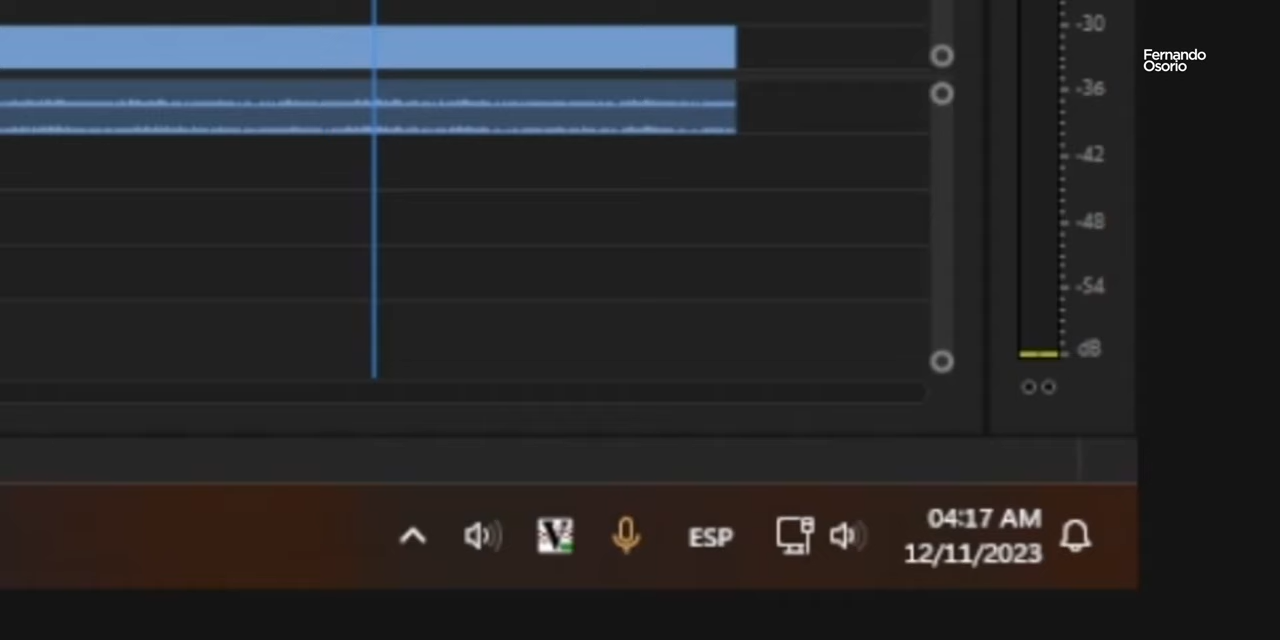 -30
Fernando
Osorio
-36
-42
-48
-54
dB
ESP
04:17 AM
12/11/2023